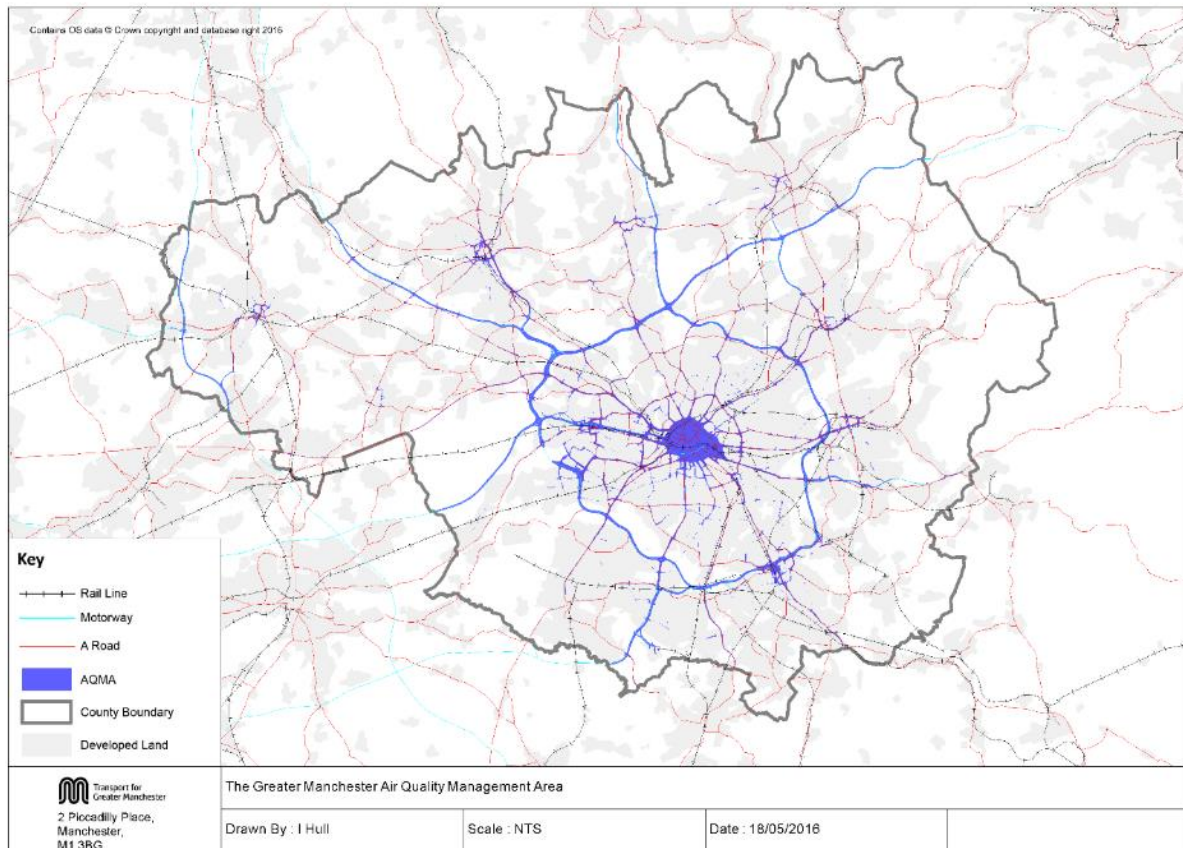 Contains OS data © Crown copyright and database right 2016
Key
Rail Line
Motorway
A Road
AQMA
County Boundary
Developed Land
Transport for
Greater Manchester
2 Piccadilly Place,
Manchester,
M1 3BG
The Greater Manchester Air Quality Management Area
Drawn By : I Hull
Scale : NTS
Date : 18/05/2016